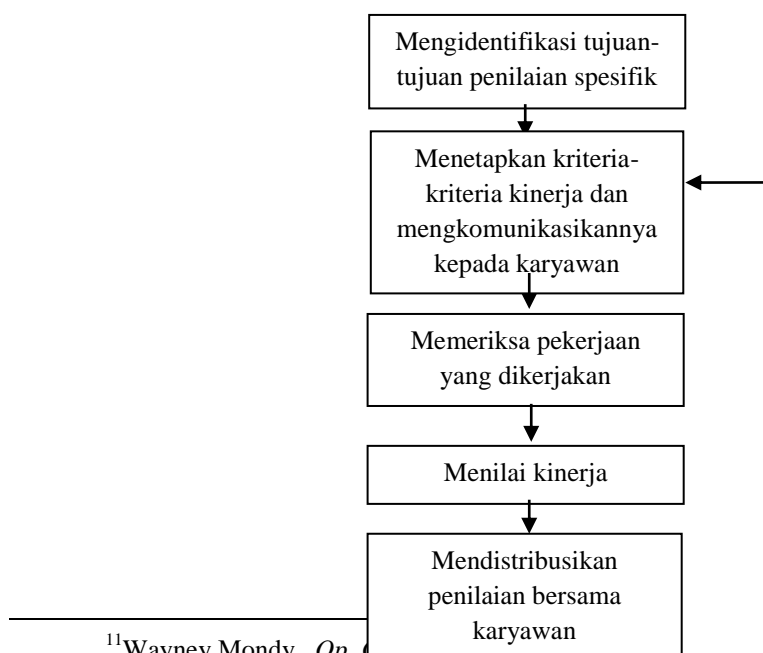 Mengidentifikasi tujuan-
tujuan penilaian spesifik
Menetapkan kriteria-
kriteria kinerja dan
mengkomunikasikannya
kepada karyawan
Memeriksa pekerjaan
yang dikerjakan
Menilai kinerja
Mendistribusikan
penilaian bersama
karyawan
11Wayney Mondy, Op.